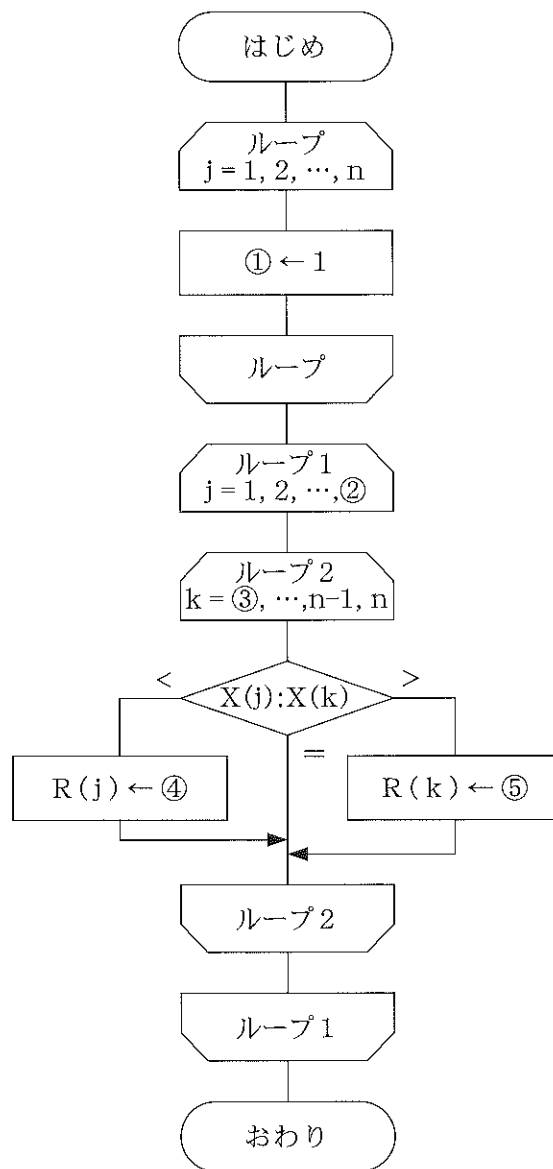 はじめ
ループ
j = 1, 2, …, n
① ← 1
ループ
ループ1
j = 1, 2, …, ②
ループ2
k = ③, …, n-1, n
<
X(j):X(k)
>
R(j) ← ④
=
R(k) ← ⑤
ループ2
ループ1
おわり